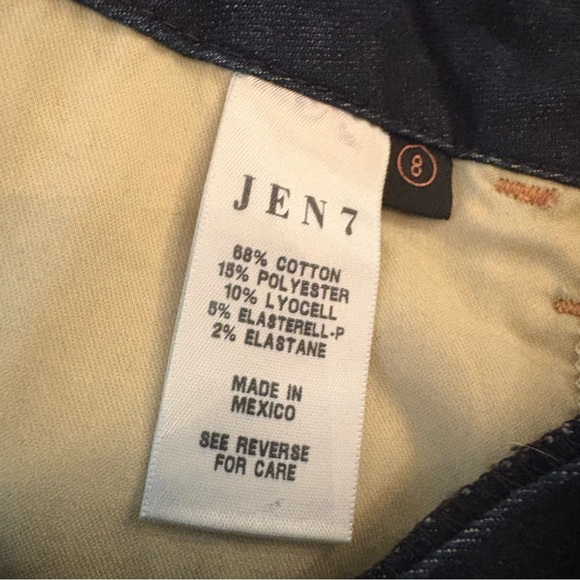 JEN7
68% COTTON
15% POLYESTER
10% LYOCELL
5% ELASTERELL-P
2% ELASTANE
MADE IN
MEXICO
SEE REVERSE
FOR CARE
8